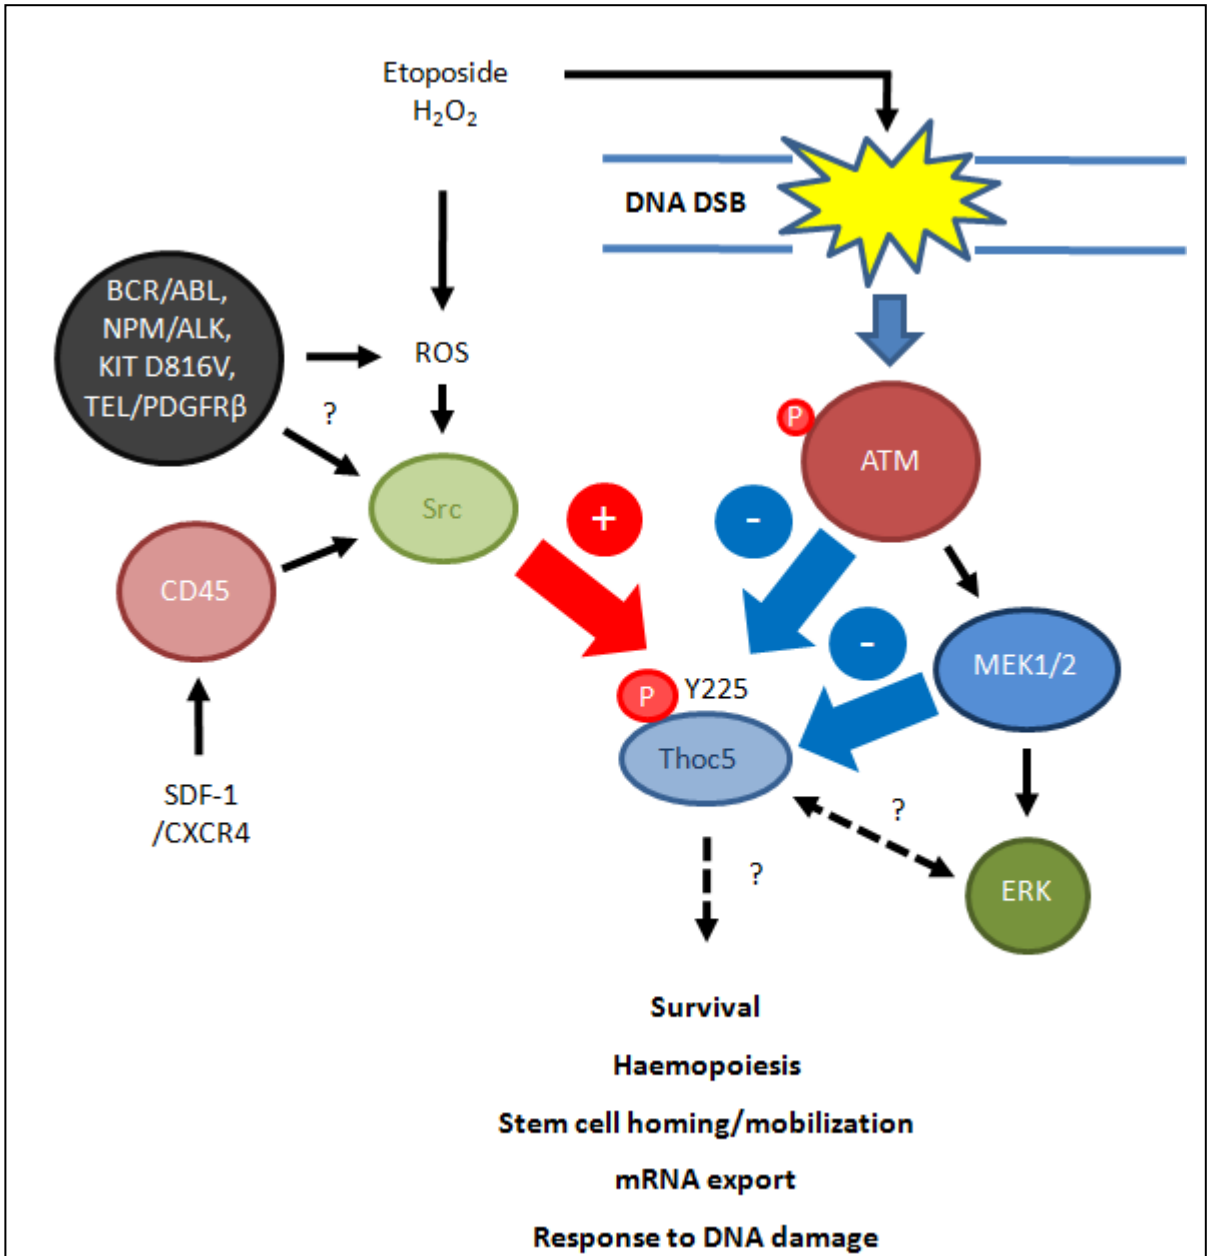 Etoposide
H₂O₂
DNA DSB
BCR/ABL,
NPM/ALK,
KIT D816V,
TEL/PDGFRβ
ROS
?
P
ATM
Src
+
-
CD45
-
MEK1/2
P
Y225
Thoc5
SDF-1
/CXCR4
?
?
ERK
Survival
Haemopoiesis
Stem cell homing/mobilization
mRNA export
Response to DNA damage